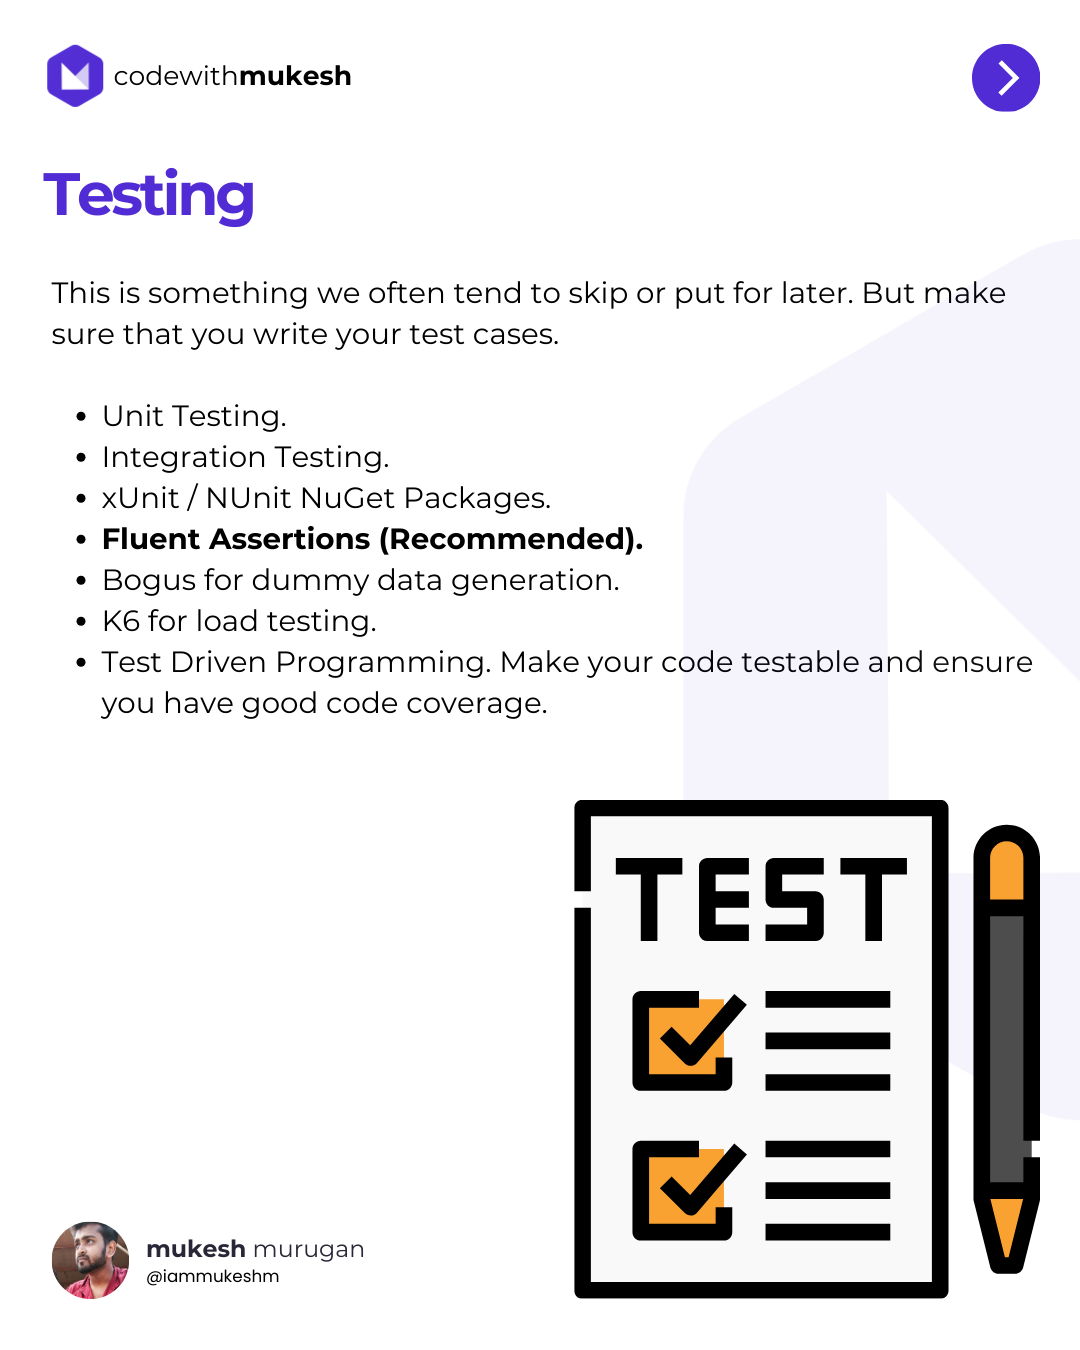 codewithmukesh
Testing
This is something we often tend to skip or put for later. But make
sure that you write your test cases.
• Unit Testing.
• Integration Testing.
• xUnit / NUnit NuGet Packages.
• Fluent Assertions (Recommended).
• Bogus for dummy data generation.
• K6 for load testing.
• Test Driven Programming. Make your code testable and ensure
you have good code coverage.
TEST
mukesh murugan
@iammukeshm